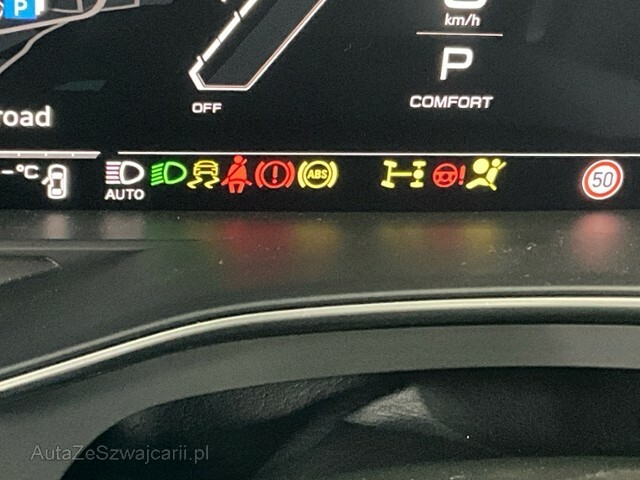 P
km/h
P
OFF
COMFORT
road
-°C
AUTO
!
ABS
!
50
AutaZeSzwajcarii.pl